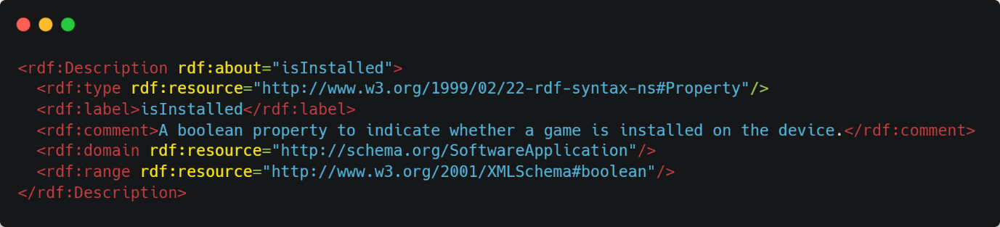 <rdf:Description rdf:about="isInstalled">
<rdf:type rdf:resource="http://www.w3.org/1999/02/22-rdf-syntax-ns#Property"/>
<rdf:label>isInstalled</rdf:label>
<rdf:comment>A boolean property to indicate whether a game is installed on the device.</rdf:comment>
<rdf:domain rdf:resource="http://schema.org/SoftwareApplication"/>
<rdf:range rdf:resource="http://www.w3.org/2001/XMLSchema#boolean"/>
</rdf:Description>